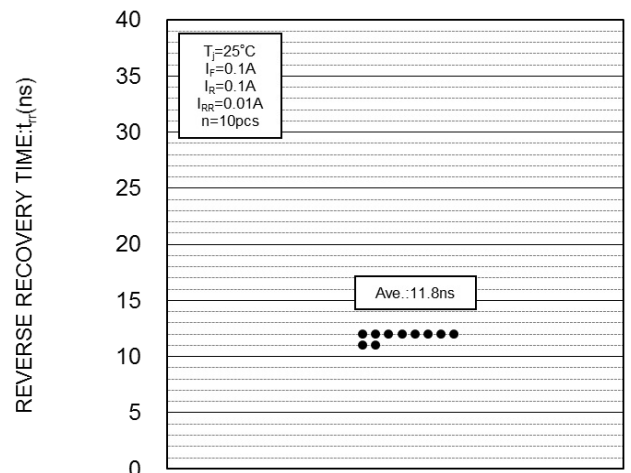 REVERSE RECOVERY TIME:trr(ns)
40
35
30
25
20
15
10
5
0
Tj=25°C
IF=0.1A
IR=0.1A
IRR=0.01A
n=10pcs
Ave.:11.8ns